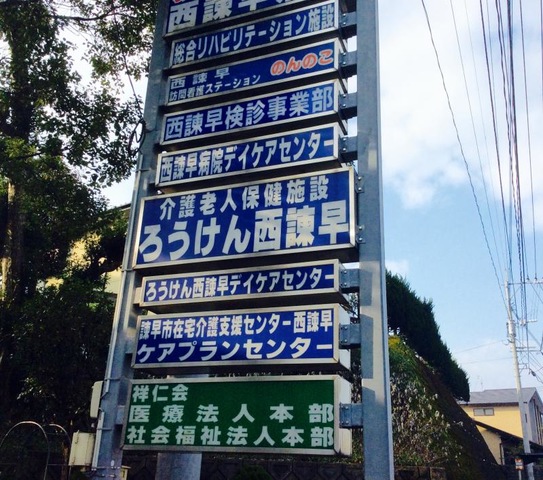 西諫早
総合リハビリテーション施設
西諫早
訪問看護ステーション のんのこ
西諫早検診事業部
西諫早病院デイケアセンター
介護老人保健施設
ろうけん西諫早
ろうけん西諫早デイケアセンター
諫早市在宅介護支援センター西諫早
ケアプランセンター
祥仁会
医療法人本部
社会福祉法人本部